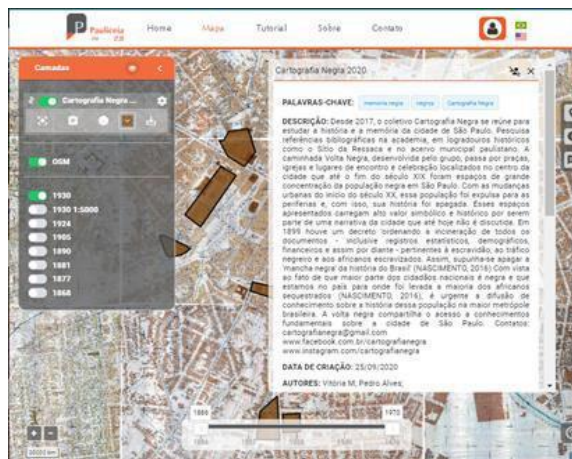 Pauliceia
Home Mapa Tutorial Sobre Contato
Camadas
Cartografia Negra ...
OSM
1930
1930 1:5000
1924
1905
1890
1881
1877
1868
Cartografia Negra 2020
PALAVRAS-CHAVE: memória negra negros Cartografia Negra
DESCRIÇÃO: Desde 2017, o coletivo Cartografia Negra se reúne para
estudar a história e a memória da cidade de São Paulo. Pesquisa
referências bibliográficas na academia, em logradouros históricos
como o Sítio da Ressaca e no acervo municipal paulistano. A
caminhada Volta Negra, desenvolvida pelo grupo, passa por praças,
igrejas e lugares de encontro e celebração localizados no centro da
cidade que até o fim do século XIX foram espaços de grande
concentração da população negra em São Paulo. Com as mudanças
urbanas do início do século XX, esse população foi expulsa para as
periferias e, com isso, sua história foi apagada. Esses espaços
apresentados carregam alto valor simbólico e histórico por serem
parte de uma narrativa da cidade que até hoje não é discutida. Em
1899 houve um decreto 'ordenando a incineração de todos os
documentos - inclusive registros estatísticos, demográficos,
financeiros e assim por diante - pertinentes à escravidão, ao tráfico
negreiro e aos africanos escravizados. Assim, supunha-se apagar a
'mancha negra' da história do Brasil' (NASCIMENTO, 2016) Com vista
ao fato de que maior parte dos cidadãos nacionais é negra e que
estamos no país para onde foi levada a maioria dos africanos
sequestrados (NASCIMENTO, 2016), é urgente a difusão de
conhecimento sobre a história dessa população na maior metrópole
brasileira. A volta negra compartilha o acesso a conhecimentos
fundamentais sobre a cidade de São Paulo. Contatos:
cartografianegra@gmail.com
www.facebook.com.br/cartografianegra
www.instagram.com/cartografianegra
DATA DE CRIAÇÃO: 25/09/2020
AUTORES: Vitória M, Pedro Alves;
1868 1970